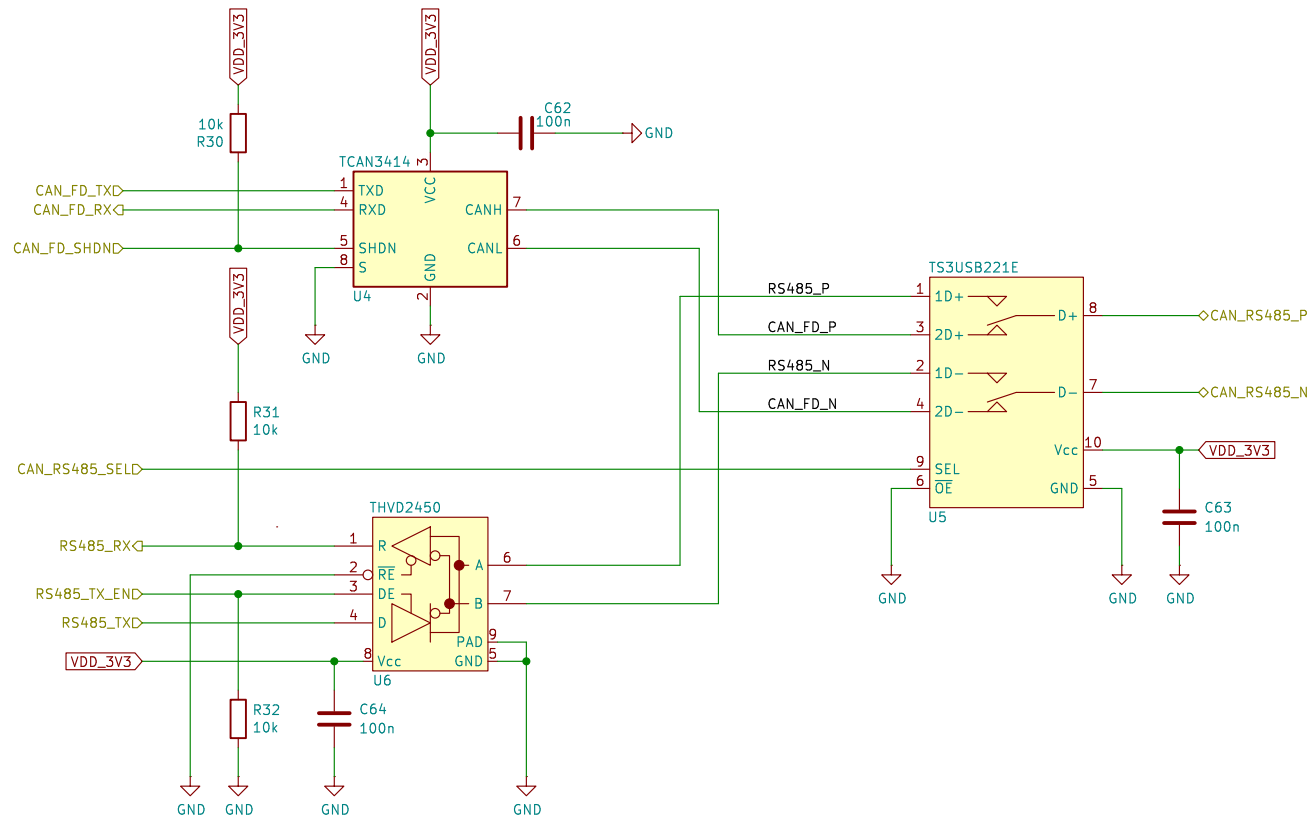 VDD_3V3
VDD_3V3
C62
100n
GND
10k
R30
TCAN3414
3
CAN_FD_TX
1
TXD
VCC
CAN_FD_RX
4
RXD
CANH
7
CAN_FD_SHDN
5
SHDN
CANL
6
8
S
GND
U4
2
VDD_3V3
GND
GND
TS3USB221E
RS485_P
1
1D+
D+
8
CAN_RS485_P
CAN_FD_P
3
2D+
RS485_N
2
1D-
D-
7
CAN_RS485_N
CAN_FD_N
4
2D-
R31
10k
Vcc
10
VDD_3V3
CAN_RS485_SEL
9
SEL
6
OE
GND
5
U5
C63
100n
THVD2450
RS485_RX
1
R
A
6
2
RE
RS485_TX_EN
3
DE
B
7
RS485_TX
4
D
PAD
9
VDD_3V3
8
Vcc
GND
5
U6
GND
GND
GND
R32
10k
C64
100n
GND
GND
GND
GND